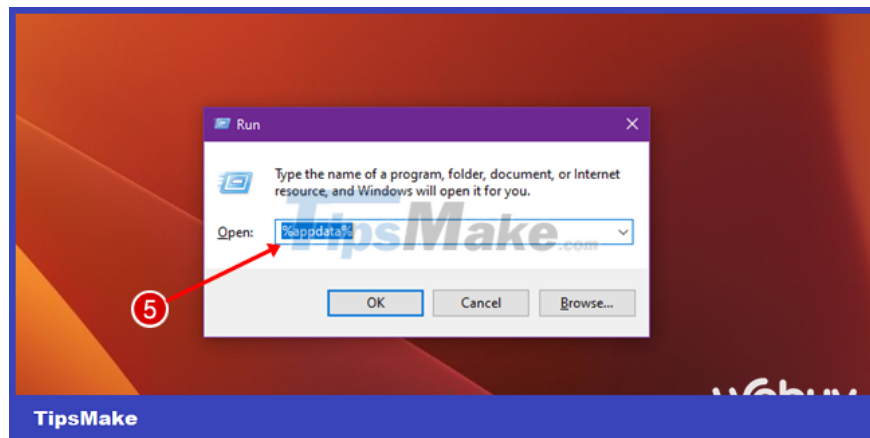 Run
Type the name of a program, folder, document, or Internet
resource, and Windows will open it for you.
Open: %appdata%
TipsMake.com
5
OK Cancel Browse...
TipsMake